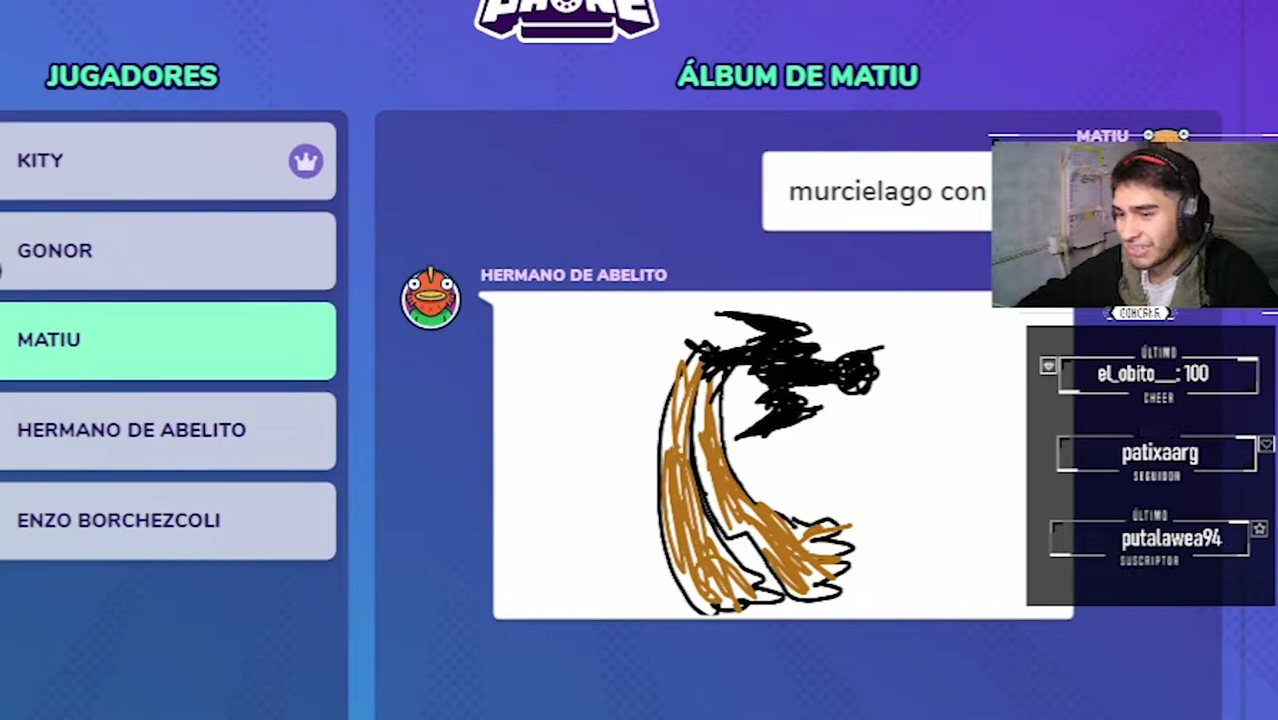 PHONE
JUGADORES
ÁLBUM DE MATIU
KITY
GONOR
MATIU
HERMANO DE ABELITO
ENZO BORCHEZCOLI
murcielago con
HERMANO DE ABELITO
MATIU
ÚLTIMO
el_obito__: 100
CHEER
patixaarg
SEGUIDOR
ÚLTIMO
putalawea94
SUSCRIPTOR